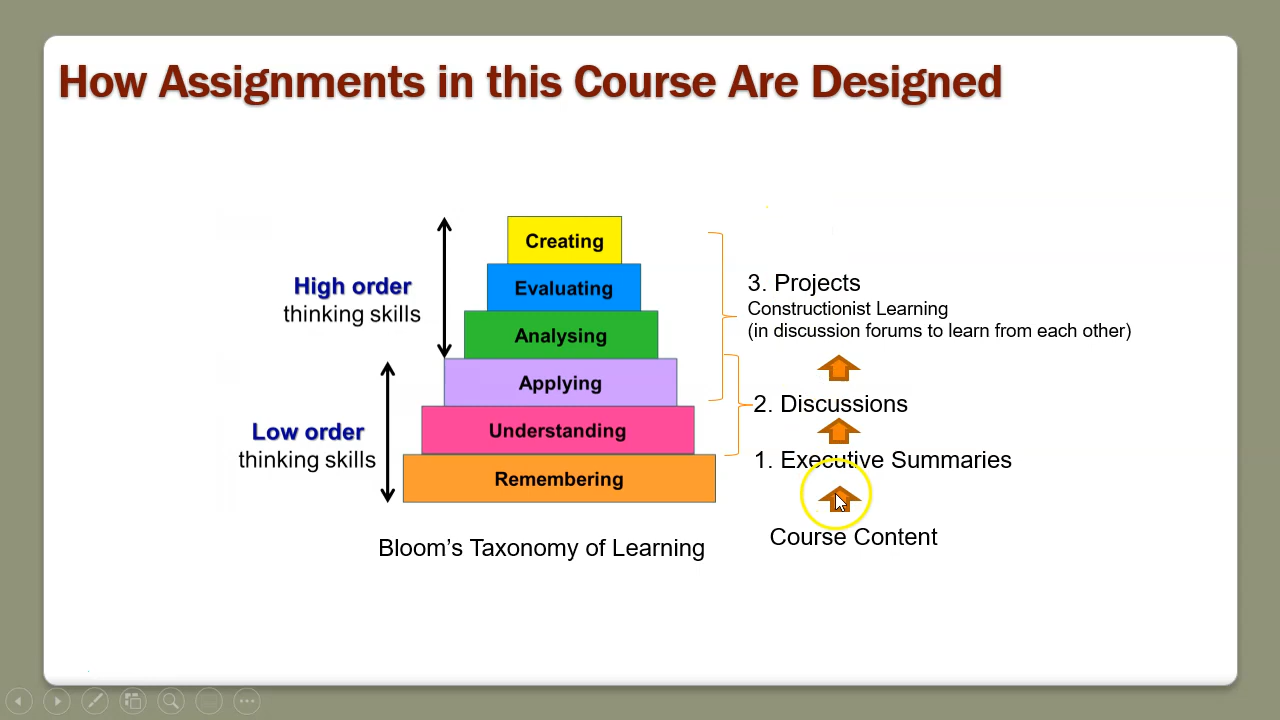 How Assignments in this Course Are Designed
Creating
Evaluating
Analysing
Applying
Understanding
Remembering
High order
thinking skills
Low order
thinking skills
Bloom’s Taxonomy of Learning
3. Projects
Constructionist Learning
(in discussion forums to learn from each other)
2. Discussions
1. Executive Summaries
Course Content